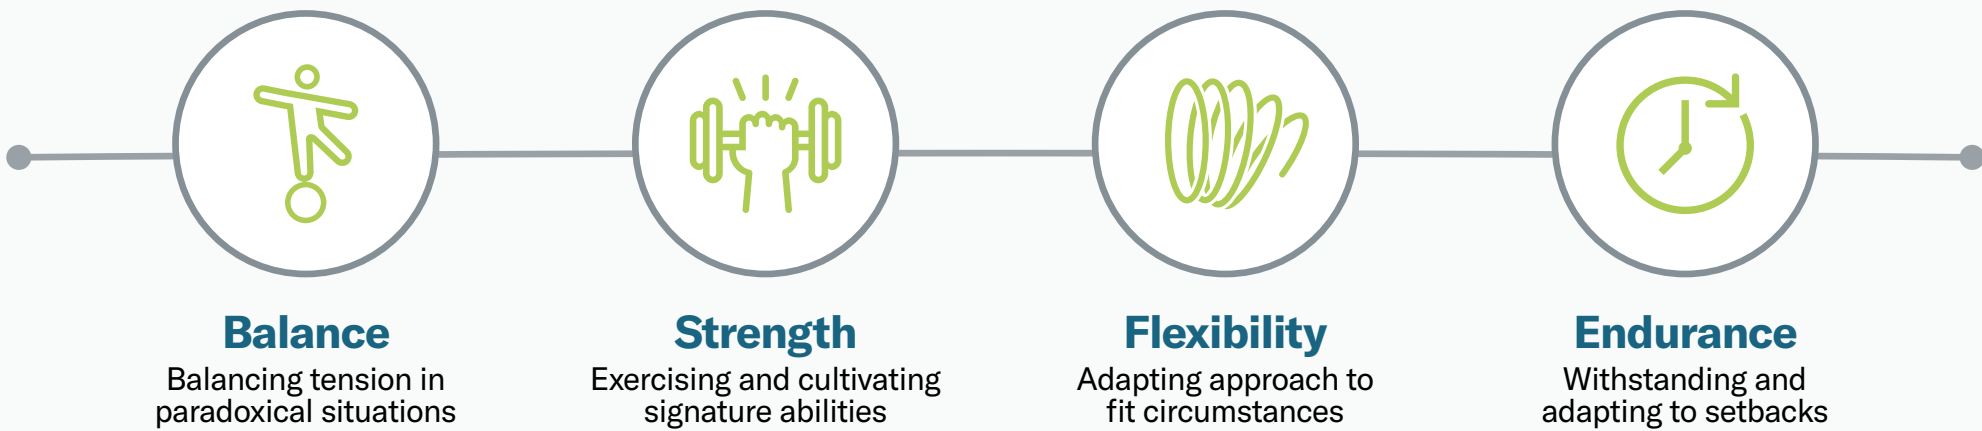 Balance
Balancing tension in
paradoxical situations
Strength
Exercising and cultivating
signature abilities
Flexibility
Adapting approach to
fit circumstances
Endurance
Withstanding and
adapting to setbacks